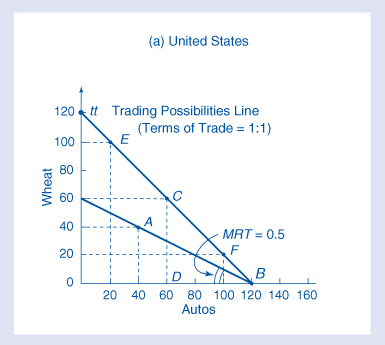 (a) United States
120
tt
Trading Possibilities Line
(Terms of Trade = 1:1)
100
E
80
60
C
40
A
MRT = 0.5
20
F
D
B
0
20 40 60 80 100 120 140 160
Autos
Wheat